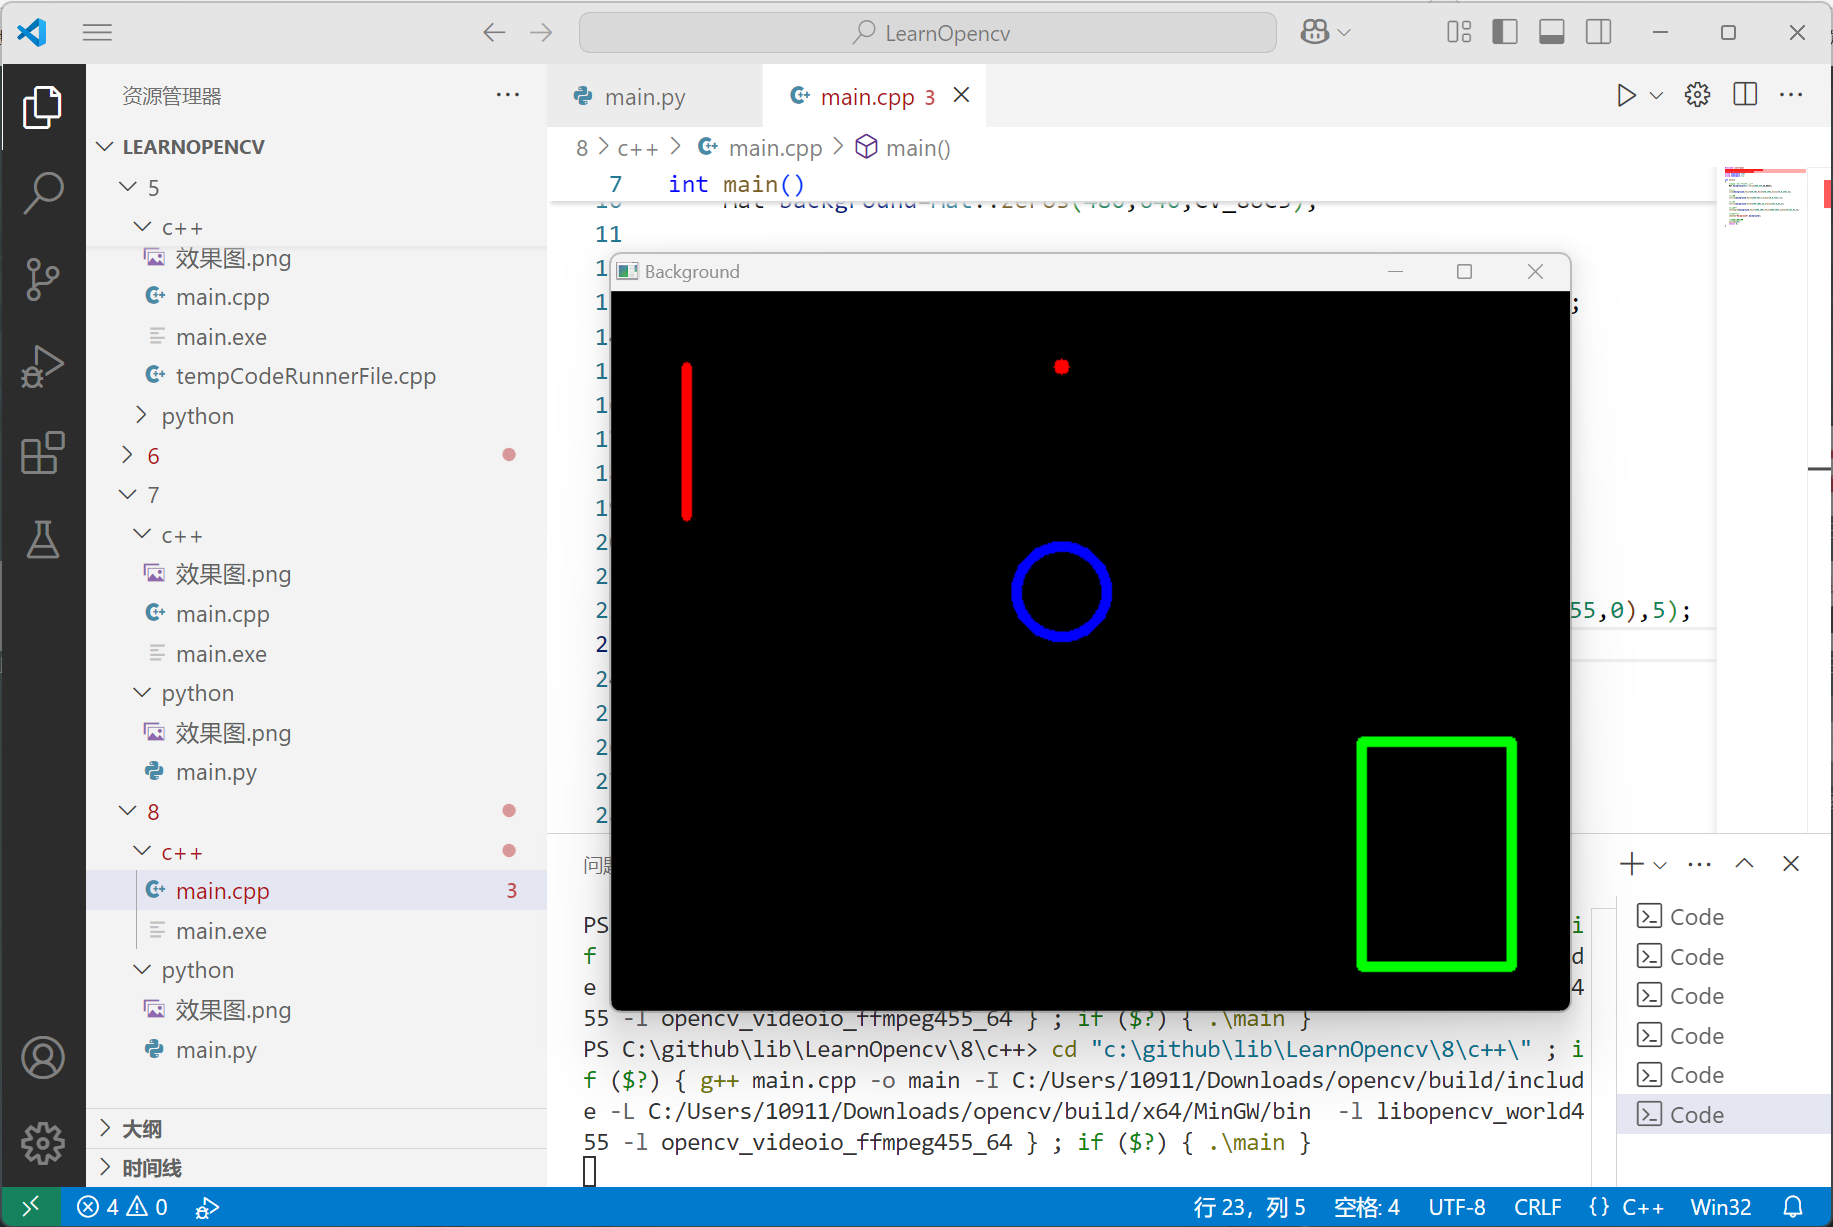 LearnOpencv
资源管理器
main.py
main.cpp 3
LEARNOPENCV
8 > c++ > main.cpp > main()
5
7 int main()
c++
11
效果图.png
Background
main.cpp
;
main.exe
tempCodeRunnerFile.cpp
python
6
7
c++
效果图.png
main.cpp
55,0),5);
main.exe
python
效果图.png
main.py
8
c++
main.cpp 3
main.exe
python
效果图.png
main.py
大纲
时间线
PS
i
f
d
e
4
55 -l opencv_videoio_ffmpeg455_64 } ; if ($?) { .\main }
PS C:\github\lib\LearnOpencv\8\c++> cd "c:\github\lib\LearnOpencv\8\c++\" ; i
f ($?) { g++ main.cpp -o main -I C:/Users/10911/Downloads/opencv/build/includ
e -L C:/Users/10911/Downloads/opencv/build/x64/MinGW/bin -l libopencv_world4
55 -l opencv_videoio_ffmpeg455_64 } ; if ($?) { .\main }
Code
Code
Code
Code
Code
Code
4 0
行 23，列 5 空格: 4 UTF-8 CRLF {} C++ Win32